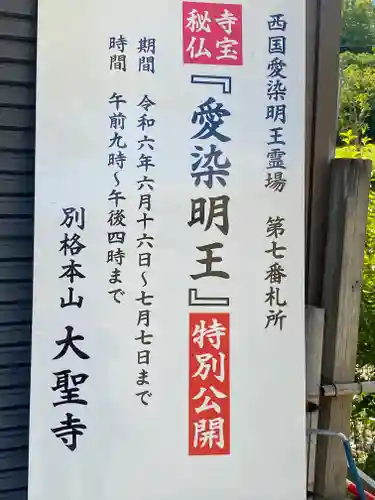 西国愛染明王霊場　第七番札所
寺宝
秘仏
『愛染明王』特別公開
期間　令和六年六月十六日～七月七日まで
時間　午前九時～午後四時まで
別格本山 大聖寺